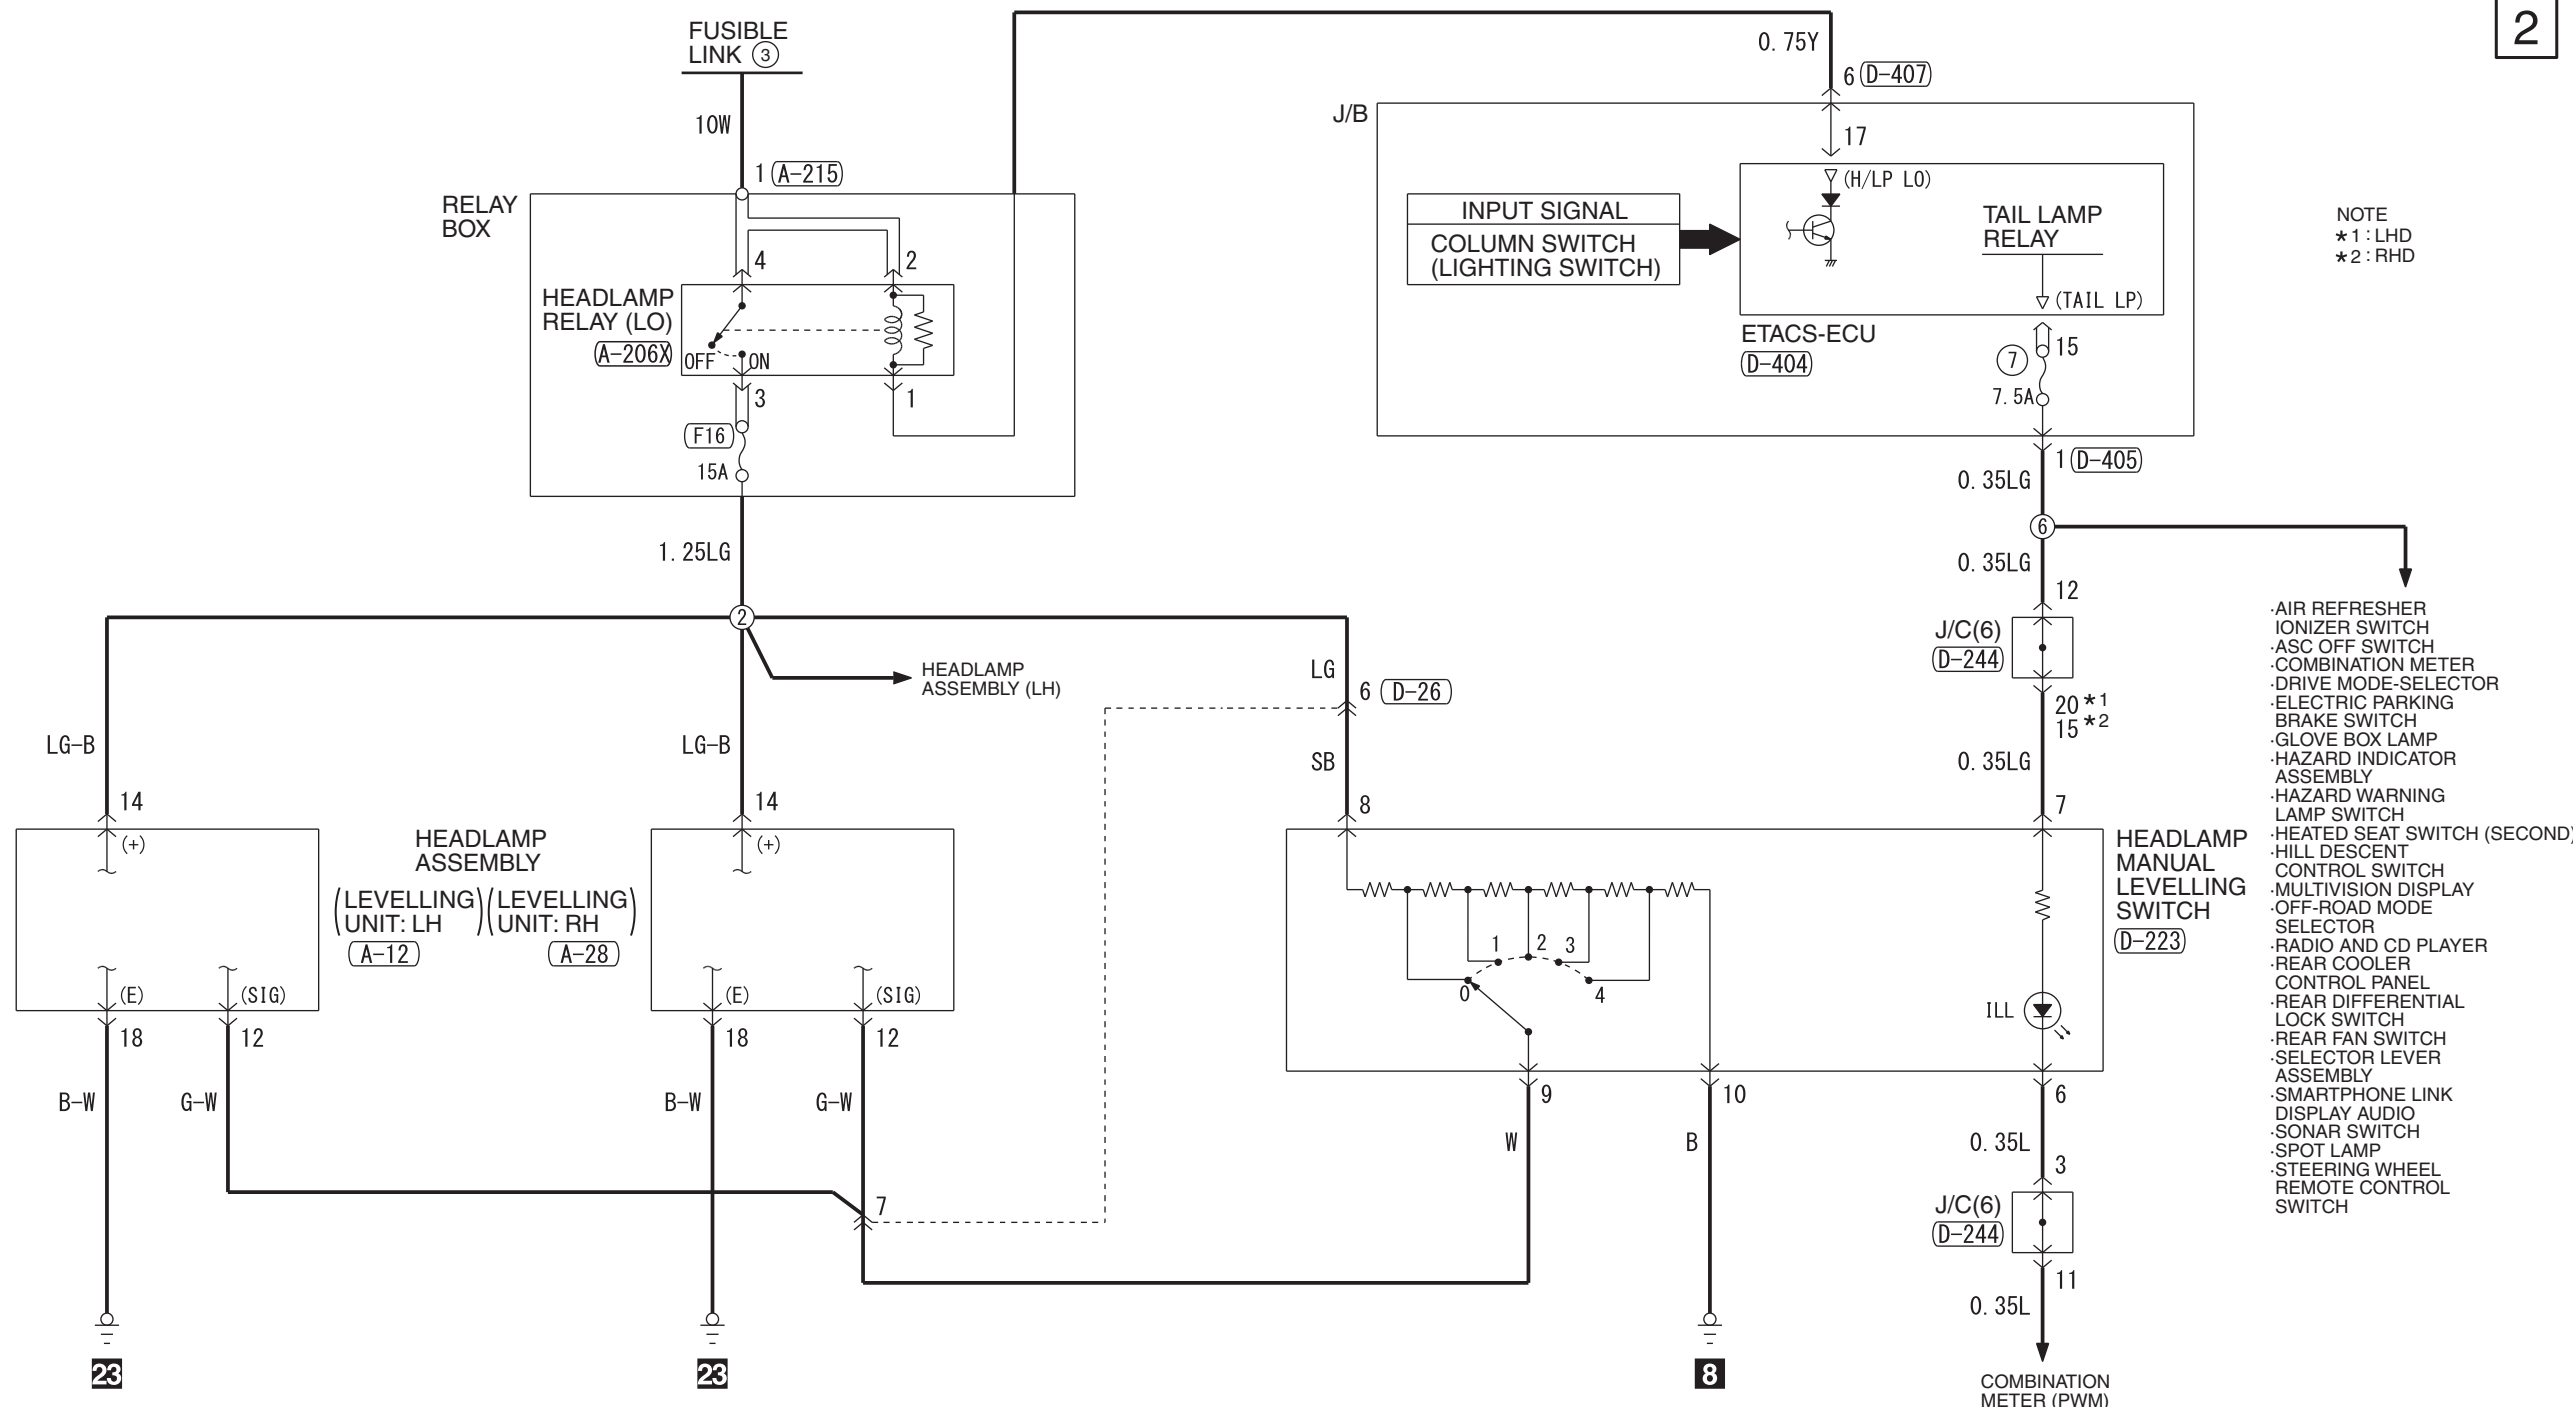 2
FUSIBLE
LINK 3
10W
1 A-215
RELAY
BOX
4
2
HEADLAMP
RELAY (LO)
A-206X
OFF
ON
3
1
F16
15A
1.25LG
2
HEADLAMP
ASSEMBLY (LH)
0.75Y
6 D-407
J/B
17
(H/LP LO)
INPUT SIGNAL
COLUMN SWITCH
(LIGHTING SWITCH)
TAIL LAMP
RELAY
(TAIL LP)
ETACS-ECU
D-404
15
7
7.5A
1 D-405
0.35LG
6
0.35LG
12
J/C(6)
D-244
20*1
15*2
0.35LG
7
NOTE
*1 : LHD
*2 : RHD
·AIR REFRESHER
IONIZER SWITCH
·ASC OFF SWITCH
·COMBINATION METER
·DRIVE MODE-SELECTOR
·ELECTRIC PARKING
BRAKE SWITCH
·GLOVE BOX LAMP
·HAZARD INDICATOR
ASSEMBLY
·HAZARD WARNING
LAMP SWITCH
·HEATED SEAT SWITCH (SECOND)
·HILL DESCENT
CONTROL SWITCH
·MULTIVISION DISPLAY
·OFF-ROAD MODE
SELECTOR
·RADIO AND CD PLAYER
·REAR COOLER
CONTROL PANEL
·REAR DIFFERENTIAL
LOCK SWITCH
·REAR FAN SWITCH
·SELECTOR LEVER
ASSEMBLY
·SMARTPHONE LINK
DISPLAY AUDIO
·SONAR SWITCH
·SPOT LAMP
·STEERING WHEEL
REMOTE CONTROL
SWITCH
LG
6 D-26
SB
8
LG-B
14
(+)
LG-B
14
(+)
HEADLAMP
ASSEMBLY
(LEVELLING
UNIT: LH)
A-12
(LEVELLING
UNIT: RH)
A-28
(E)
(SIG)
18
12
B-W
G-W
(E)
(SIG)
18
12
B-W
G-W
7
HEADLAMP
MANUAL
LEVELLING
SWITCH
D-223
0
1
2
3
4
ILL
9
10
6
W
B
0.35L
3
J/C(6)
D-244
11
0.35L
COMBINATION
METER (PWM)
23
23
8